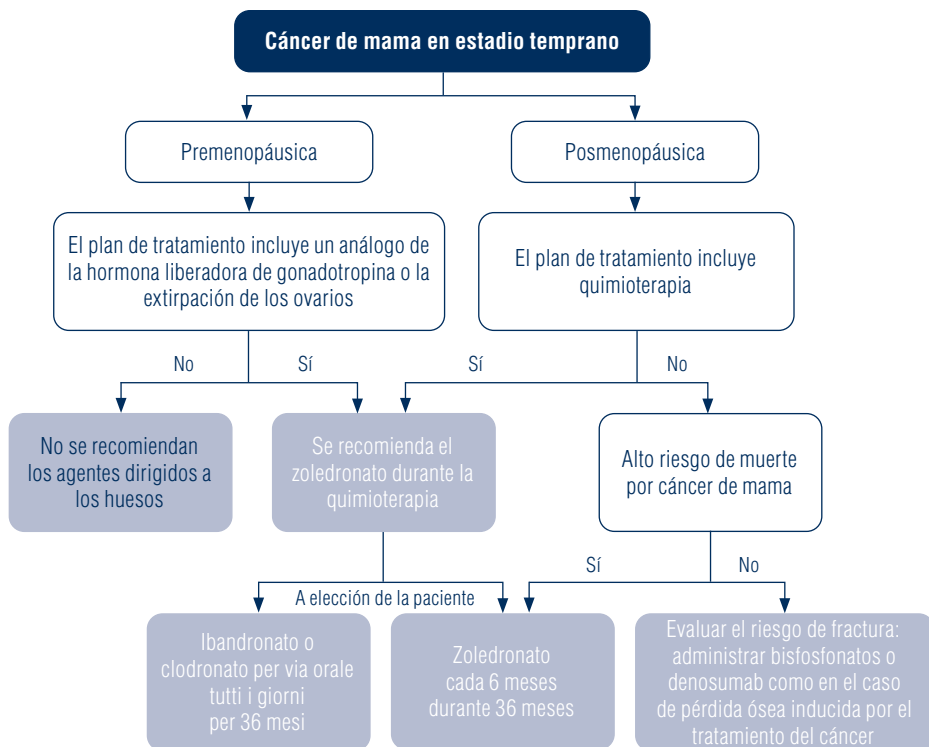 Cáncer de mama en estadio temprano
Premenopáusica
Posmenopáusica
El plan de tratamiento incluye un análogo de
la hormona liberadora de gonadotropina o la
extirpación de los ovarios
El plan de tratamiento incluye
quimioterapia
No
Sí
Sí
No
No se recomiendan
los agentes dirigidos a
los huesos
Se recomienda el
zoledronato durante la
quimioterapia
Alto riesgo de muerte
por cáncer de mama
Sí
No
A elección de la paciente
Ibandronato o
clodronato per via orale
tutti i giorni
per 36 mesi
Zoledronato
cada 6 meses
durante 36 meses
Evaluar el riesgo de fractura:
administrar bisfosfonatos o
denosumab como en el caso
de pérdida ósea inducida por el
tratamiento del cáncer